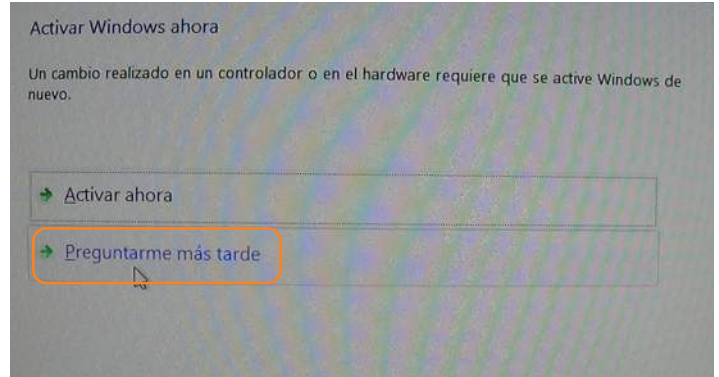 Activar Windows ahora
Un cambio realizado en un controlador o en el hardware requiere que se active Windows de
nuevo.
Activar ahora
Preguntarme más tarde